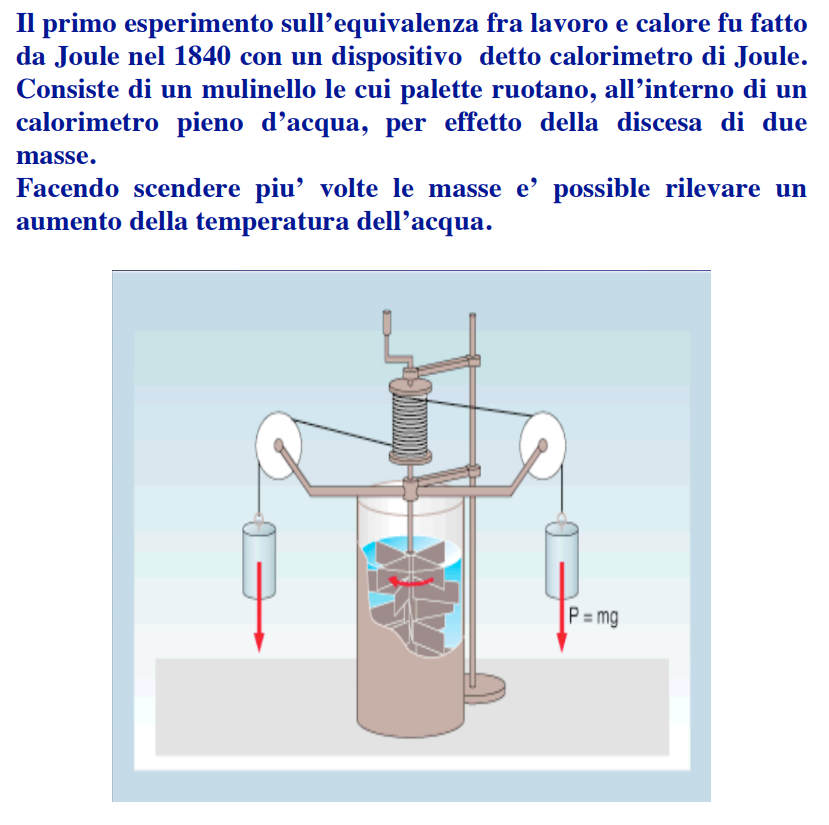 Il primo esperimento sull’equivalenza fra lavoro e calore fu fatto
da Joule nel 1840 con un dispositivo detto calorimetro di Joule.
Consiste di un mulinello le cui palette ruotano, all’interno di un
calorimetro pieno d’acqua, per effetto della discesa di due
masse.
Facendo scendere piu’ volte le masse e’ possible rilevare un
aumento della temperatura dell’acqua.
P = mg